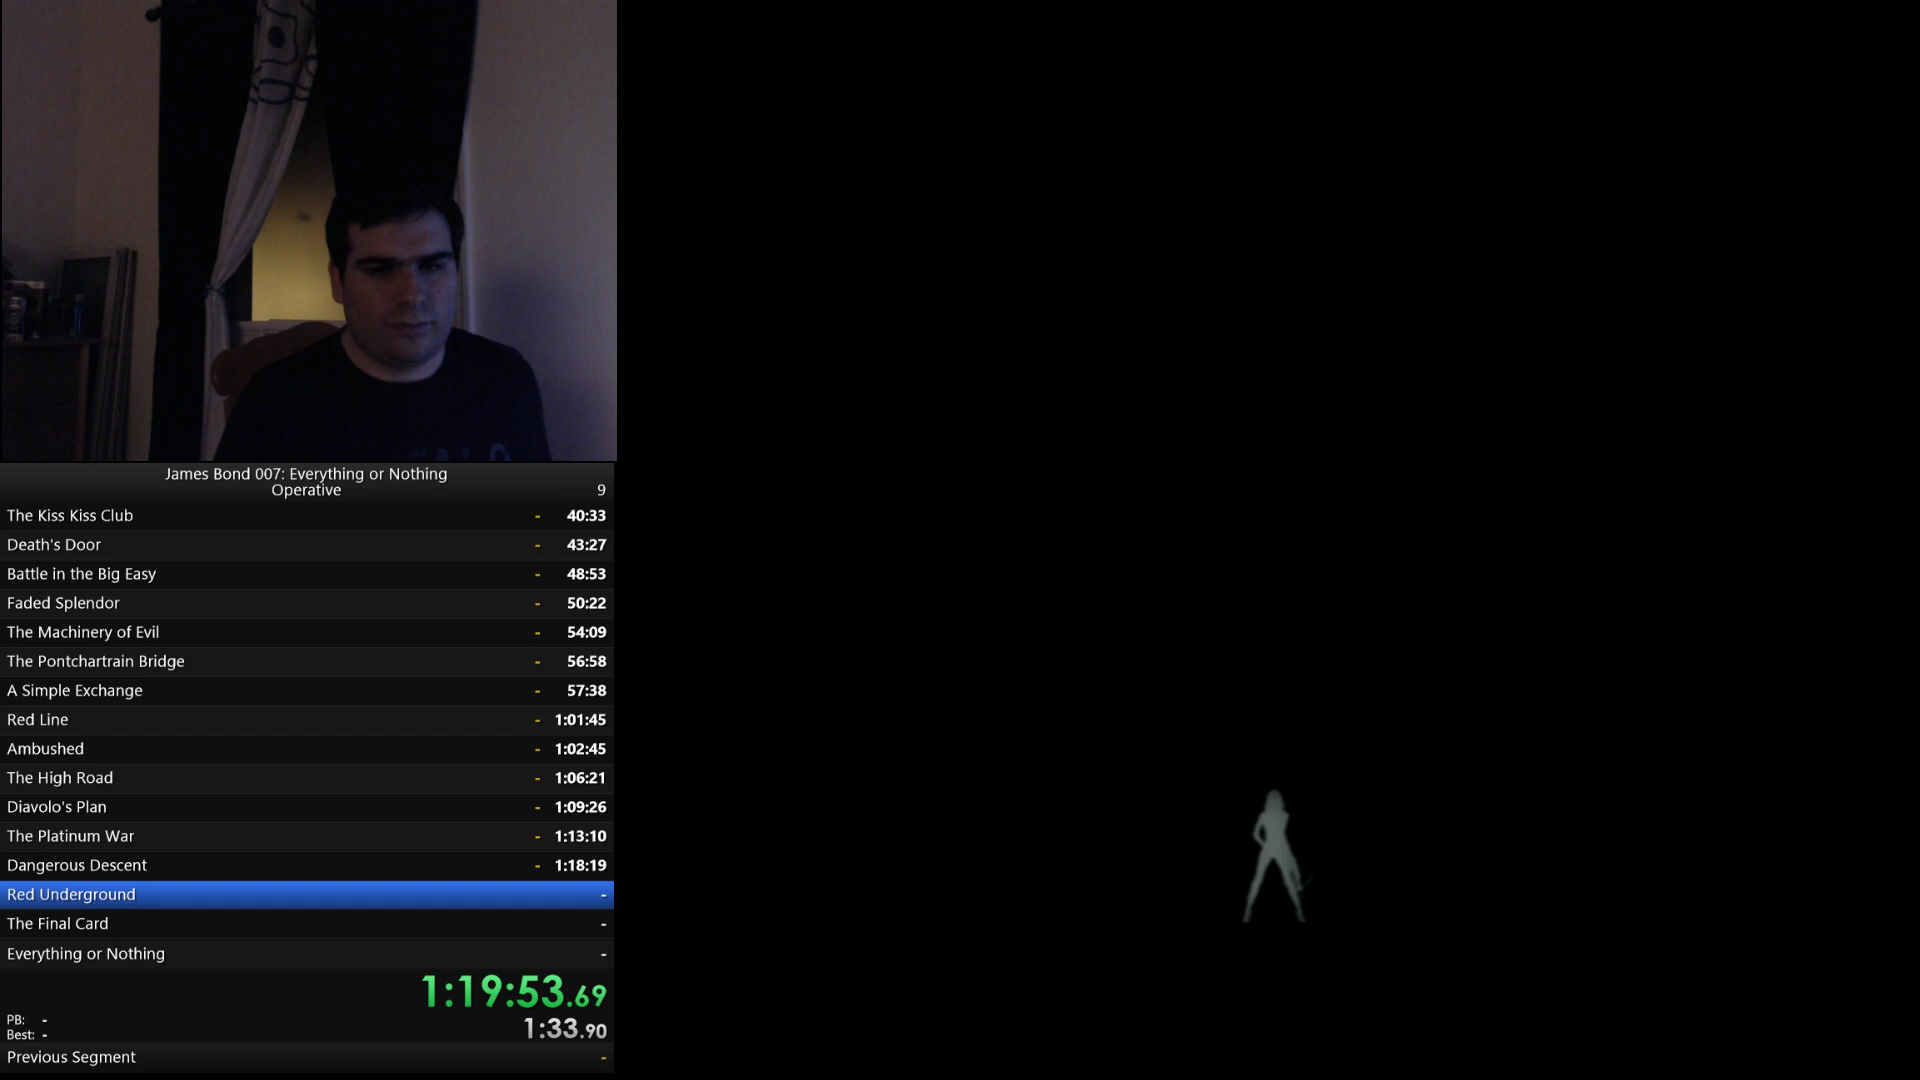 James Bond 007: Everything or Nothing
Operative 9
The Kiss Kiss Club - 40:33
Death's Door - 43:27
Battle in the Big Easy - 48:53
Faded Splendor - 50:22
The Machinery of Evil - 54:09
The Pontchartrain Bridge - 56:58
A Simple Exchange - 57:38
Red Line - 1:01:45
Ambushed - 1:02:45
The High Road - 1:06:21
Diavolo's Plan - 1:09:26
The Platinum War - 1:13:10
Dangerous Descent - 1:18:19
Red Underground -
The Final Card -
Everything or Nothing -
1:19:53.69
PB: -
Best: -
1:33.90
Previous Segment -